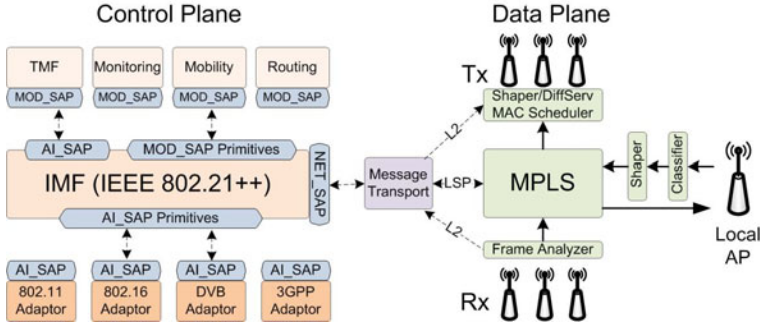 Control Plane
Data Plane
TMF
Monitoring
Mobility
Routing
MOD_SAP
MOD_SAP
MOD_SAP
MOD_SAP
AI_SAP
MOD_SAP Primitives
IMF (IEEE 802.21++)
NET_SAP
AI_SAP Primitives
AI_SAP
AI_SAP
AI_SAP
AI_SAP
802.11
Adaptor
802.16
Adaptor
DVB
Adaptor
3GPP
Adaptor
Message
Transport
L2
LSP
L2
Tx
Shaper/DiffServ
MAC Scheduler
MPLS
Frame Analyzer
Rx
Shaper
Classifier
Local
AP